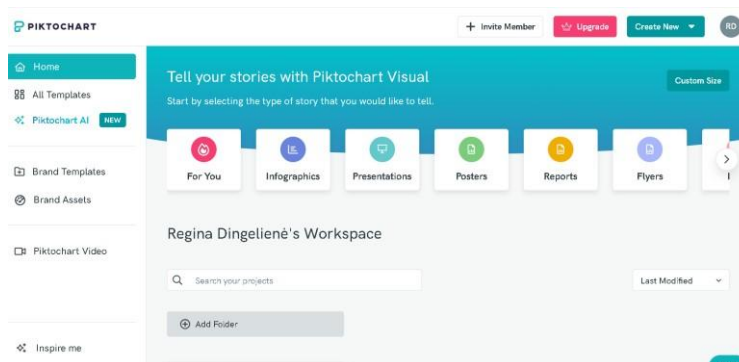 PIKTOCHART
+ Invite Member
Upgrade
Create New
RD
Home
All Templates
Piktochart AI NEW
Brand Templates
Brand Assets
Piktochart Video
Inspire me
Tell your stories with Piktochart Visual
Custom Size
Start by selecting the type of story that you would like to tell.
For You
Infographics
Presentations
Posters
Reports
Flyers
Regina Dingelienė's Workspace
Search your projects
Last Modified
Add Folder